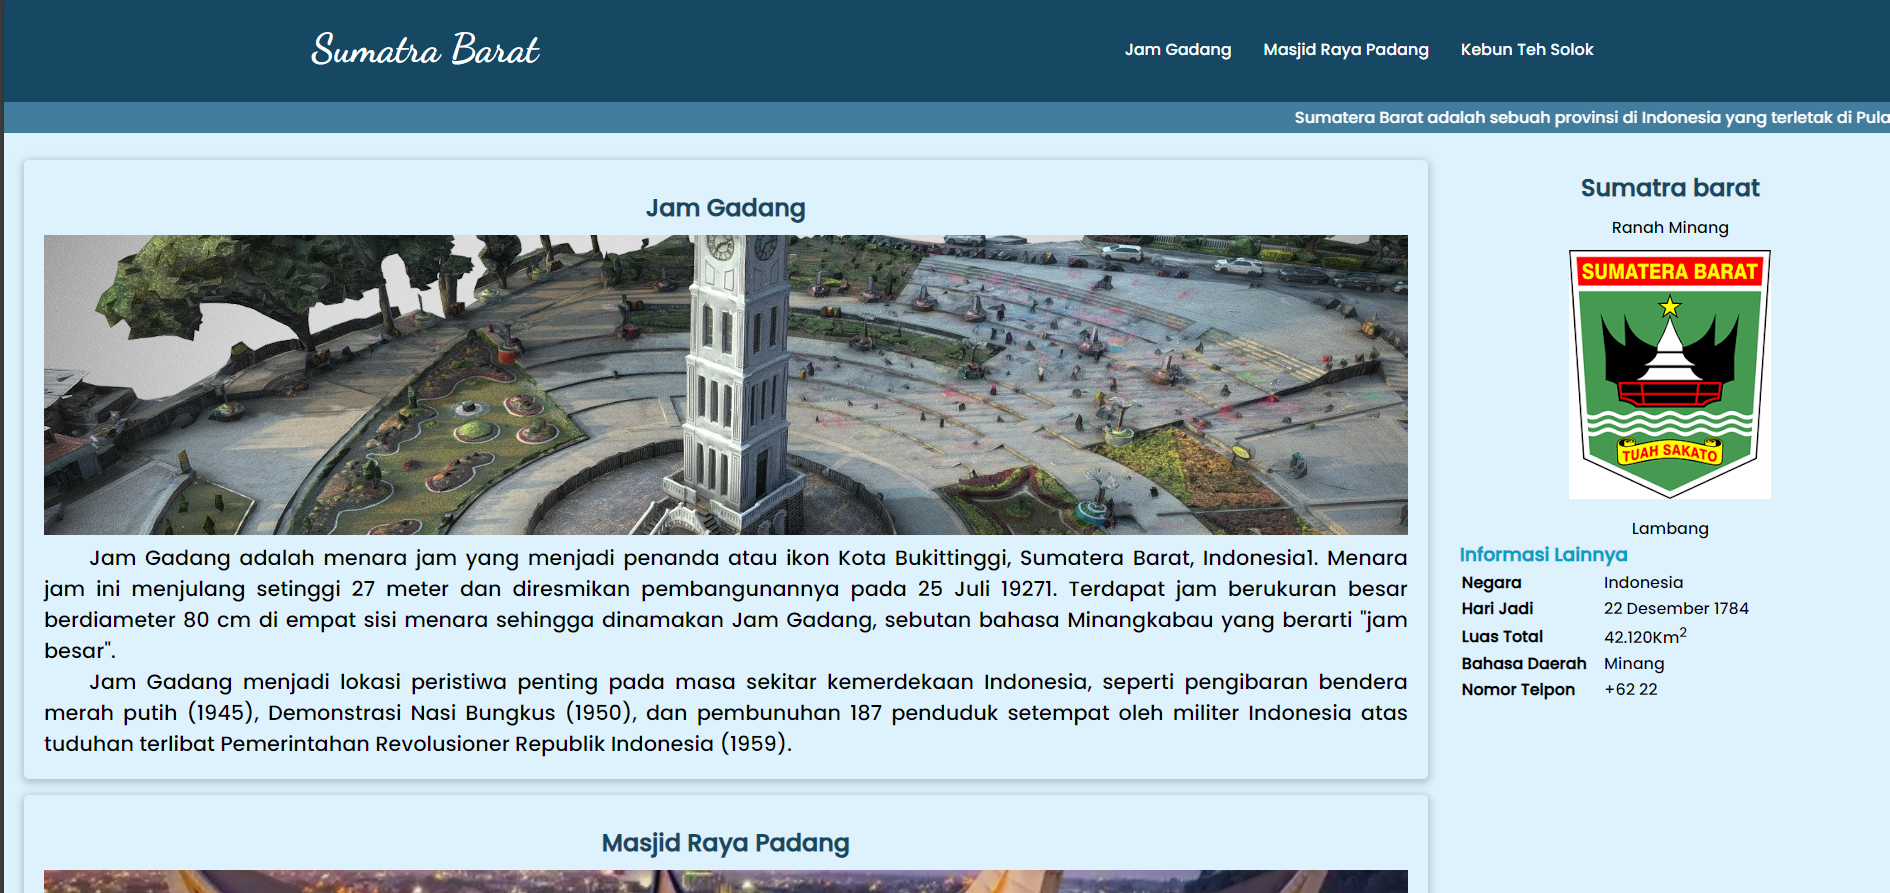 Sumatra Barat
Jam Gadang
Masjid Raya Padang
Kebun Teh Solok
Sumatera Barat adalah sebuah provinsi di Indonesia yang terletak di Pula
Jam Gadang
Jam Gadang adalah menara jam yang menjadi penanda atau ikon Kota Bukittinggi, Sumatera Barat, Indonesia1. Menara
jam ini menjulang setinggi 27 meter dan diresmikan pembangunannya pada 25 Juli 19271. Terdapat jam berukuran besar
berdiameter 80 cm di empat sisi menara sehingga dinamakan Jam Gadang, sebutan bahasa Minangkabau yang berarti "jam
besar".
Jam Gadang menjadi lokasi peristiwa penting pada masa sekitar kemerdekaan Indonesia, seperti pengibaran bendera
merah putih (1945), Demonstrasi Nasi Bungkus (1950), dan pembunuhan 187 penduduk setempat oleh militer Indonesia atas
tuduhan terlibat Pemerintahan Revolusioner Republik Indonesia (1959).
Masjid Raya Padang
Sumatra barat
Ranah Minang
SUMATERA BARAT
TUAH SAKATO
Lambang
Informasi Lainnya
Negara Indonesia
Hari Jadi 22 Desember 1784
Luas Total 42.120Km²
Bahasa Daerah Minang
Nomor Telpon +62 22